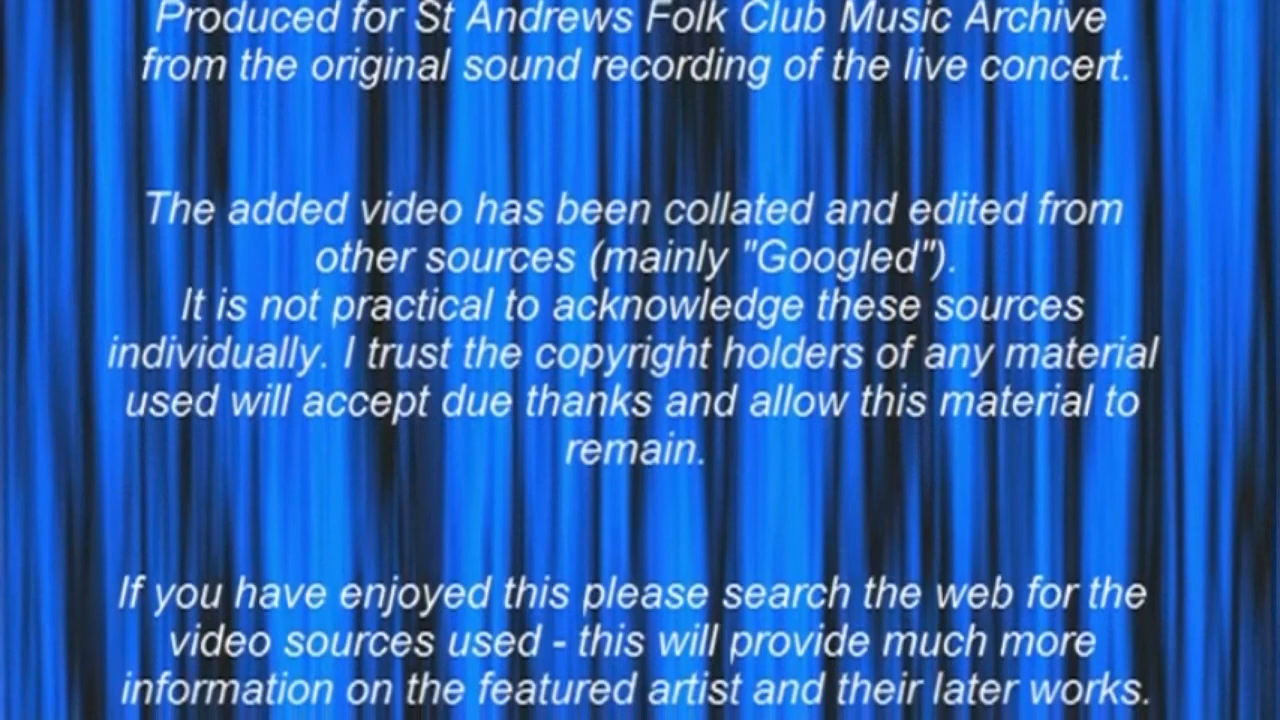 Produced for St Andrews Folk Club Music Archive
from the original sound recording of the live concert.
The added video has been collated and edited from
other sources (mainly "Googled").
It is not practical to acknowledge these sources
individually. I trust the copyright holders of any material
used will accept due thanks and allow this material to
remain.
If you have enjoyed this please search the web for the
video sources used - this will provide much more
information on the featured artist and their later works.